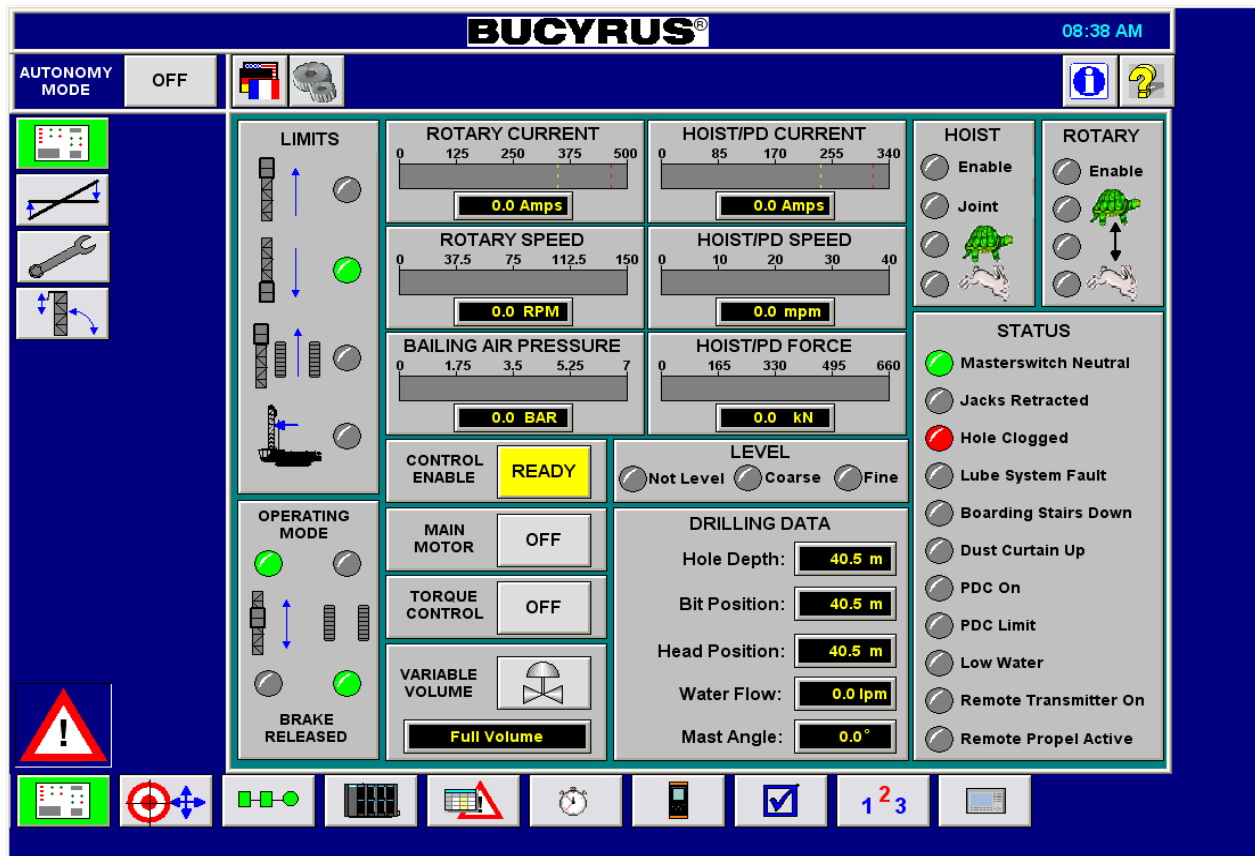 BUCYRUS®
08:38 AM
AUTONOMY
MODE
OFF
LIMITS
ROTARY CURRENT
0 125 250 375 500
0.0 Amps
HOIST/PD CURRENT
0 85 170 255 340
0.0 Amps
ROTARY SPEED
0 37.5 75 112.5 150
0.0 RPM
HOIST/PD SPEED
0 10 20 30 40
0.0 mpm
BAILING AIR PRESSURE
0 1.75 3.5 5.25 7
0.0 BAR
HOIST/PD FORCE
0 165 330 495 660
0.0 kN
HOIST
Enable
Joint
ROTARY
Enable
STATUS
Masterswitch Neutral
Jacks Retracted
Hole Clogged
Lube System Fault
Boarding Stairs Down
Dust Curtain Up
PDC On
PDC Limit
Low Water
Remote Transmitter On
Remote Propel Active
CONTROL
ENABLE
READY
LEVEL
Not Level Coarse Fine
OPERATING
MODE
BRAKE
RELEASED
MAIN
MOTOR
OFF
TORQUE
CONTROL
OFF
VARIABLE
VOLUME
Full Volume
DRILLING DATA
Hole Depth: 40.5 m
Bit Position: 40.5 m
Head Position: 40.5 m
Water Flow: 0.0 lpm
Mast Angle: 0.0°
1 2 3